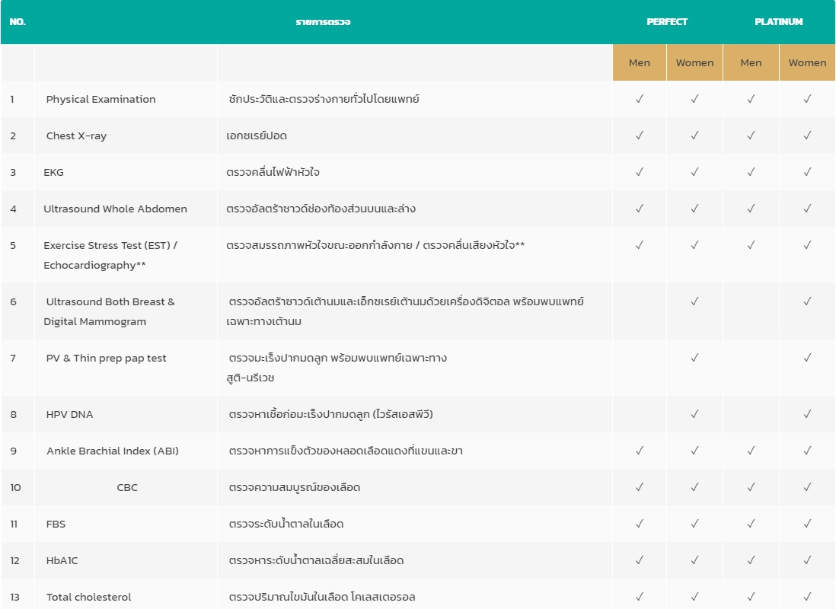 NO. รายการตรวจ PERFECT PLATINUM
Men Women Men Women
1 Physical Examination ซักประวัติและตรวจร่างกายทั่วไปโดยแพทย์ ✓ ✓ ✓ ✓
2 Chest X-ray เอกซเรย์ปอด ✓ ✓ ✓ ✓
3 EKG ตรวจคลื่นไฟฟ้าหัวใจ ✓ ✓ ✓ ✓
4 Ultrasound Whole Abdomen ตรวจอัลตร้าซาวด์ช่องท้องส่วนบนและล่าง ✓ ✓ ✓ ✓
5 Exercise Stress Test (EST) / ตรวจสมรรถภาพหัวใจขณะออกกำลังกาย / ตรวจคลื่นเสียงหัวใจ** ✓ ✓ ✓ ✓
Echocardiography**
6 Ultrasound Both Breast & ตรวจอัลตร้าซาวด์เต้านมและเอ็กซเรย์เต้านมด้วยเครื่องดิจิตอล พร้อมพบแพทย์ ✓ ✓
Digital Mammogram เฉพาะทางเต้านม
7 PV & Thin prep pap test ตรวจมะเร็งปากมดลูก พร้อมพบแพทย์เฉพาะทาง ✓ ✓
สูติ-นรีเวช
8 HPV DNA ตรวจหาเชื้อก่อมะเร็งปากมดลูก (ไวรัสเอสพีวี) ✓ ✓
9 Ankle Brachial Index (ABI) ตรวจหาการแข็งตัวของหลอดเลือดแดงที่แขนและขา ✓ ✓ ✓ ✓
10 CBC ตรวจความสมบูรณ์ของเลือด ✓ ✓ ✓ ✓
11 FBS ตรวจระดับน้ำตาลในเลือด ✓ ✓ ✓ ✓
12 HbA1C ตรวจหาระดับน้ำตาลเฉลี่ยสะสมในเลือด ✓ ✓ ✓ ✓
13 Total cholesterol ตรวจปริมาณไขมันในเลือด โคเลสเตอรอล ✓ ✓ ✓ ✓